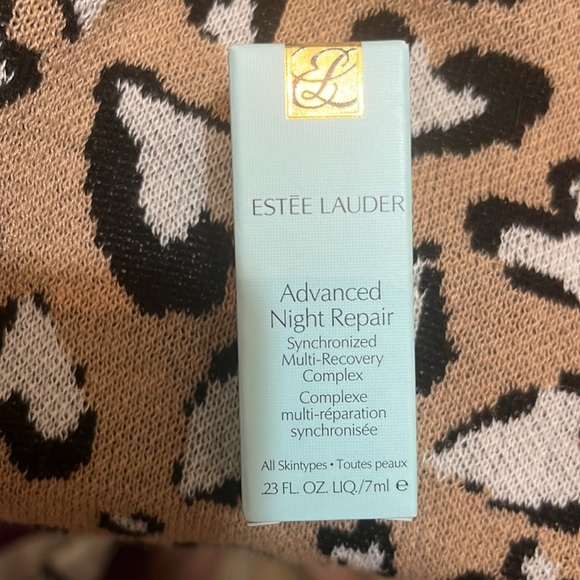 EL
ESTĒE LAUDER
Advanced
Night Repair
Synchronized
Multi-Recovery
Complex
Complexe
multi-réparation
synchronisée
All Skintypes • Toutes peaux
.23 FL. OZ. LIQ./7ml ℮